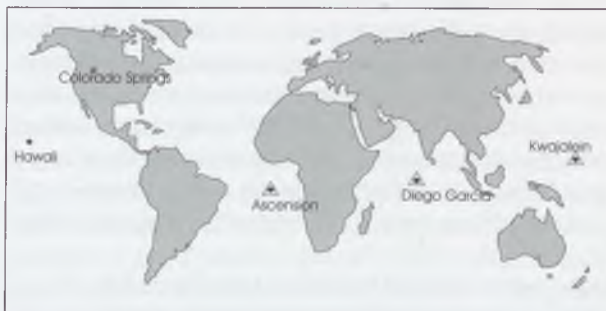 Colorado Springs
Hawaii
Kwajalein
Ascension
Diego Garcia